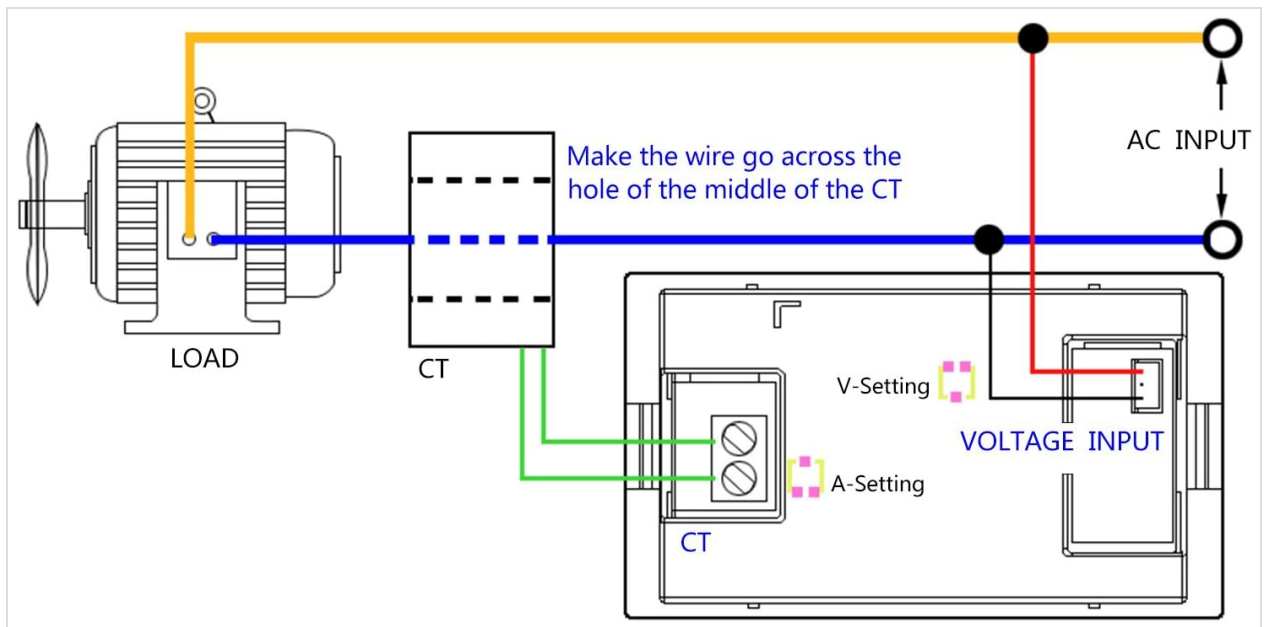 AC INPUT
Make the wire go across the
hole of the middle of the CT
LOAD
CT
V-Setting
VOLTAGE INPUT
A-Setting
CT